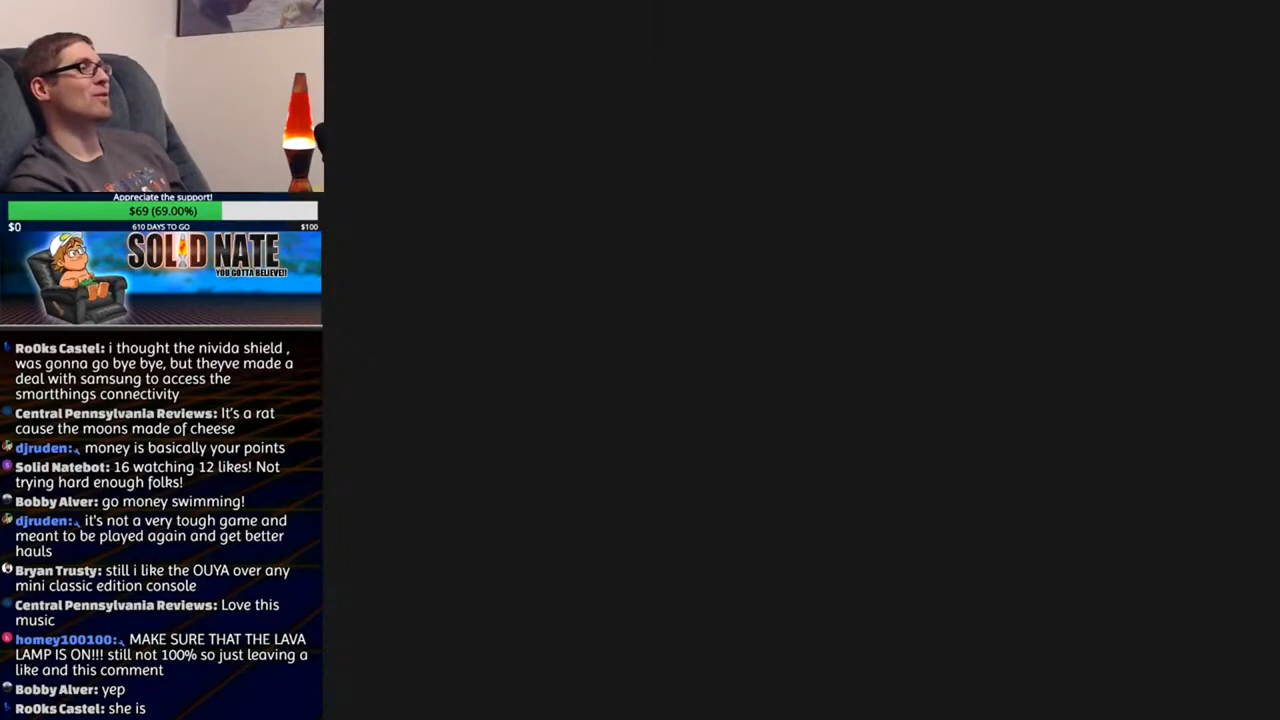 Appreciate the support!
$69 (69.00%)
$0 610 DAYS TO GO $100
SOLID NATE
YOU GOTTA BELIEVE!!
Ro0ks Castel: i thought the nivida shield ,
was gonna go bye bye, but theyve made a
deal with samsung to access the
smartthings connectivity
Central Pennsylvania Reviews: It's a rat
cause the moons made of cheese
djruden: money is basically your points
Solid Natebot: 16 watching 12 likes! Not
trying hard enough folks!
Bobby Alver: go money swimming!
djruden: it's not a very tough game and
meant to be played again and get better
hauls
Bryan Trusty: still i like the OUYA over any
mini classic edition console
Central Pennsylvania Reviews: Love this
music
homey100100: MAKE SURE THAT THE LAVA
LAMP IS ON!!! still not 100% so just leaving a
like and this comment
Bobby Alver: yep
Ro0ks Castel: she is